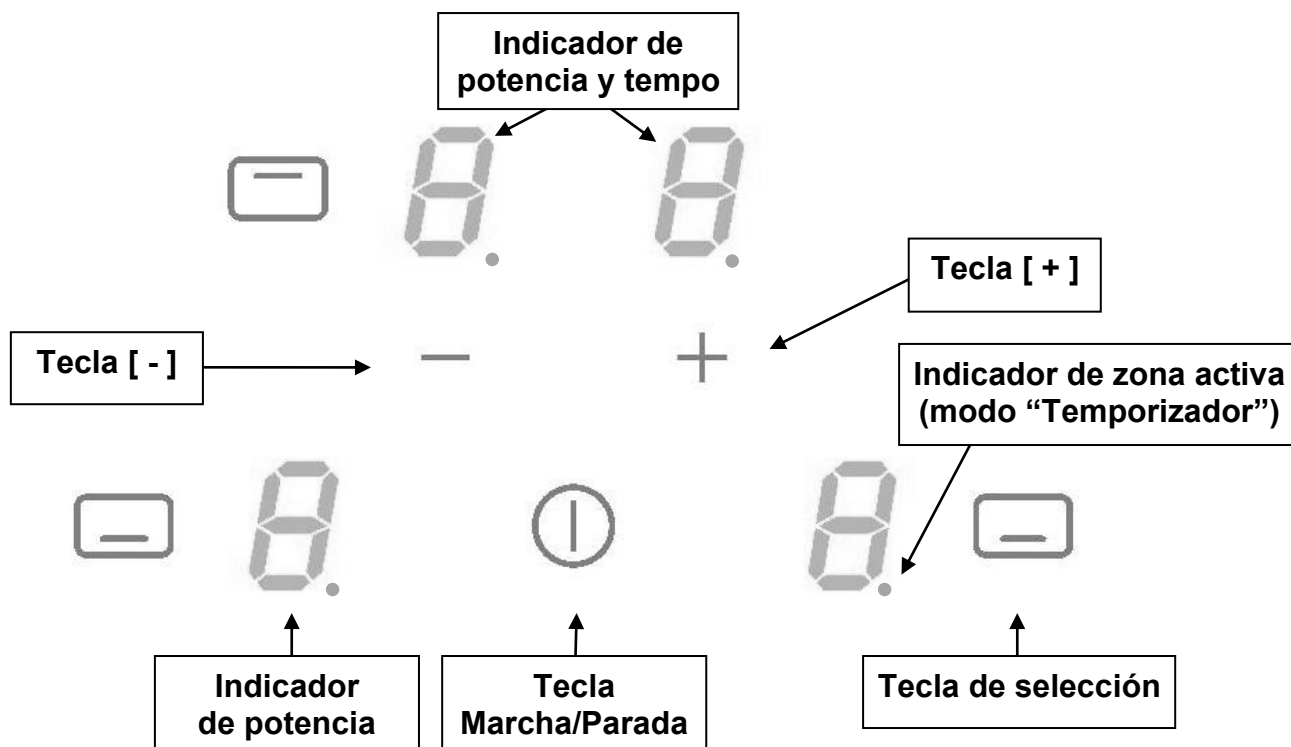 Indicador de
potencia y tempo
Tecla [ + ]
Tecla [ - ]
Indicador de zona activa
(modo “Temporizador”)
Indicador
de potencia
Tecla
Marcha/Parada
Tecla de selección